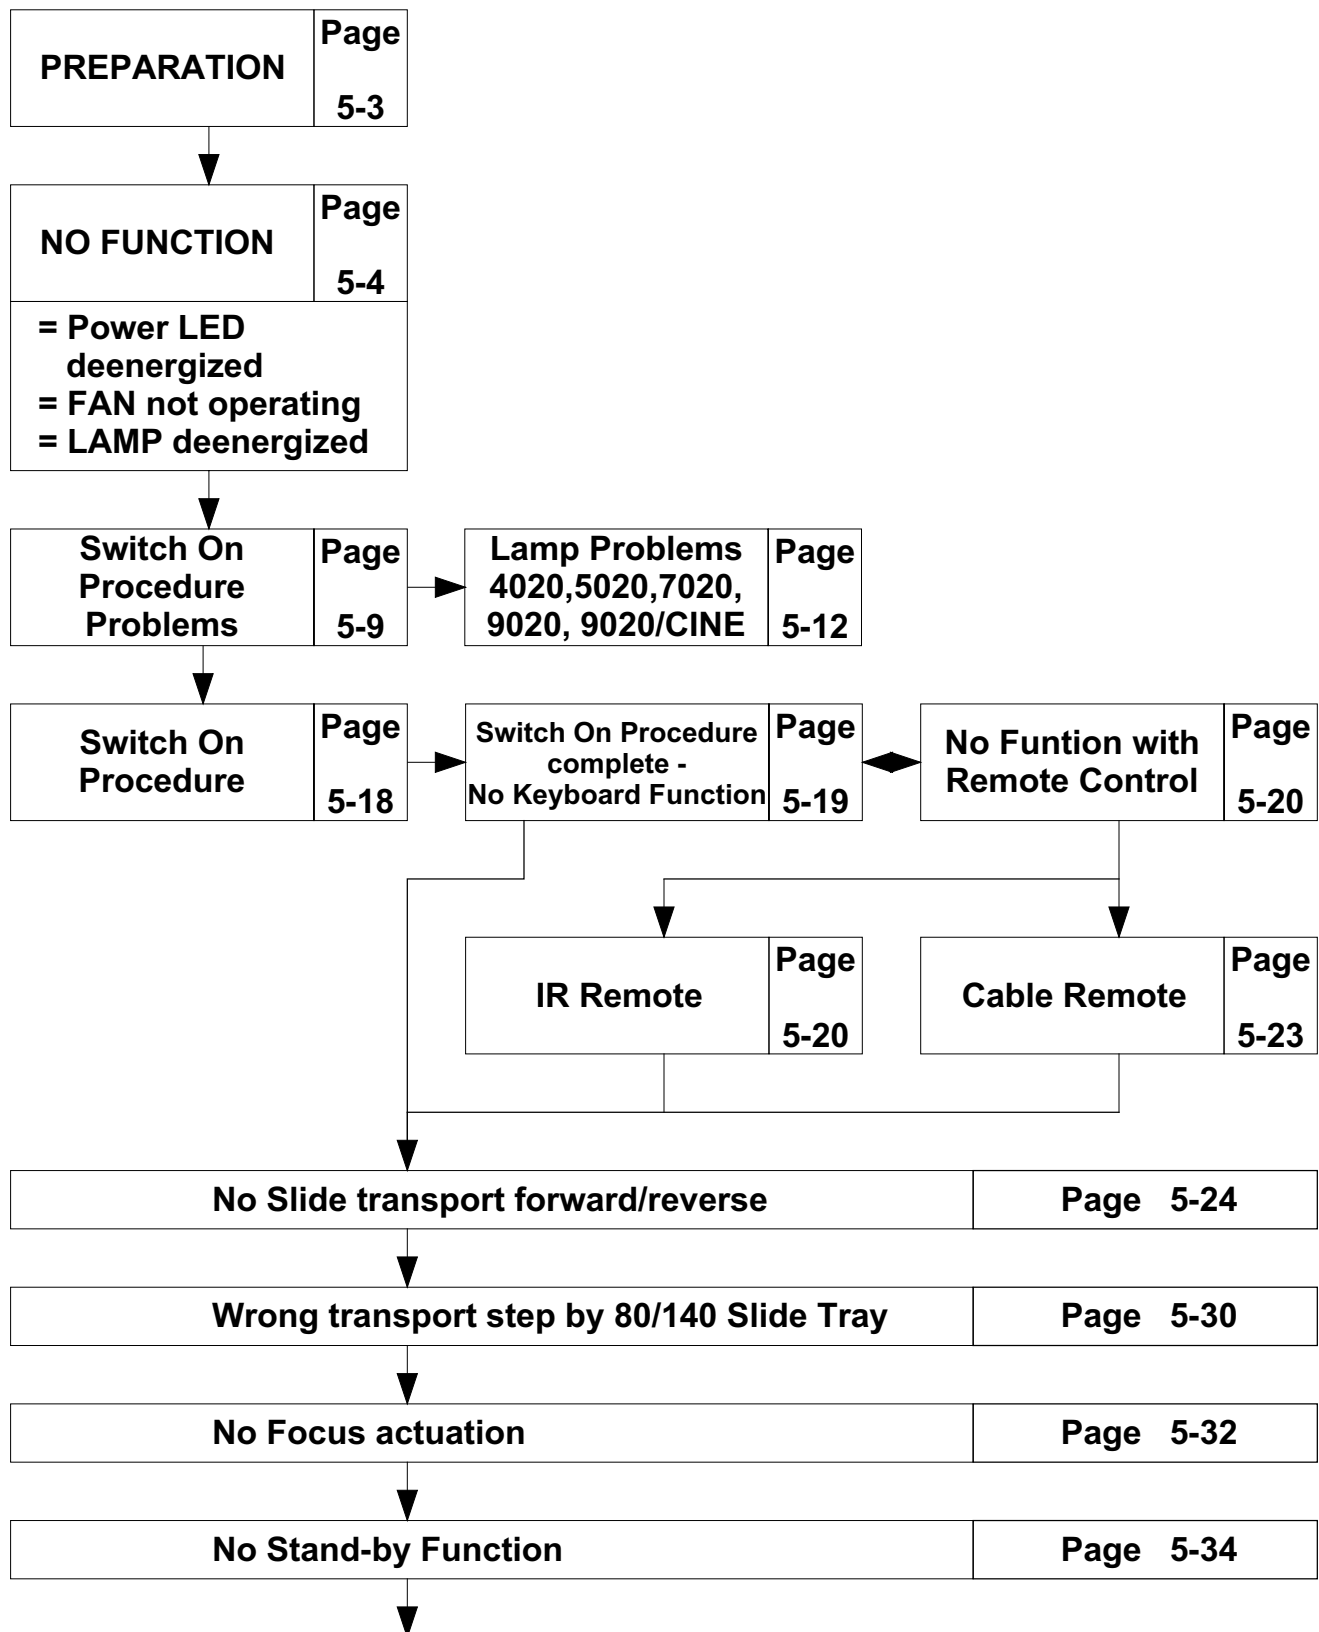 PREPARATION
Page
5-3
NO FUNCTION
Page
5-4
= Power LED
deenergized
= FAN not operating
= LAMP deenergized
Switch On
Procedure
Problems
Page
5-9
Lamp Problems
4020,5020,7020,
9020, 9020/CINE
Page
5-12
Switch On
Procedure
Page
5-18
Switch On Procedure
complete -
No Keyboard Function
Page
5-19
No Funtion with
Remote Control
Page
5-20
IR Remote
Page
5-20
Cable Remote
Page
5-23
No Slide transport forward/reverse
Page 5-24
Wrong transport step by 80/140 Slide Tray
Page 5-30
No Focus actuation
Page 5-32
No Stand-by Function
Page 5-34